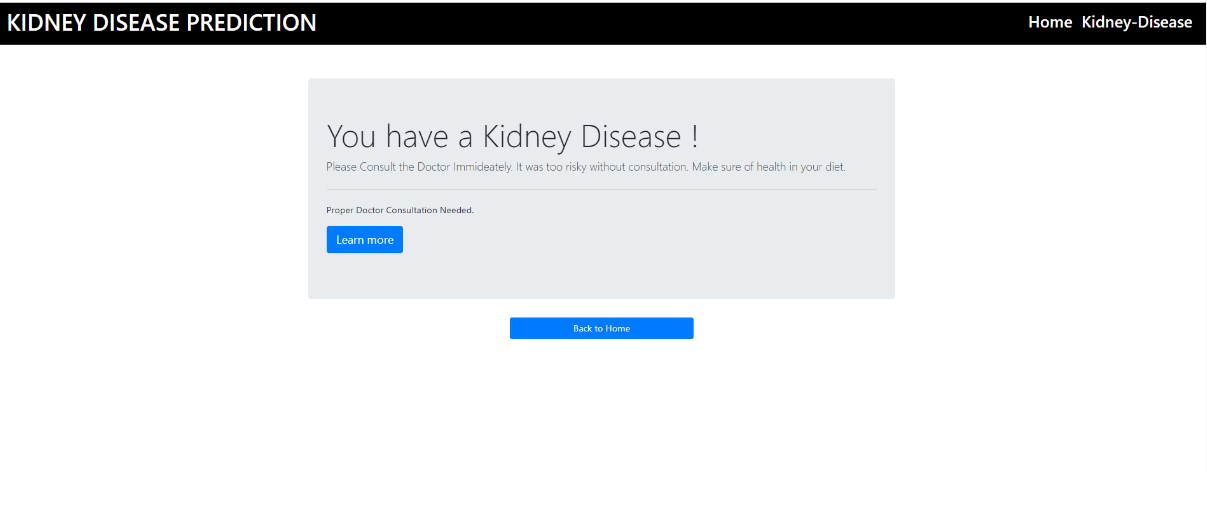 KIDNEY DISEASE PREDICTION
Home Kidney-Disease
You have a Kidney Disease !
Please Consult the Doctor Immideately. It was too risky without consultation. Make sure of health in your diet.
Proper Doctor Consultation Needed.
Learn more
Back to Home